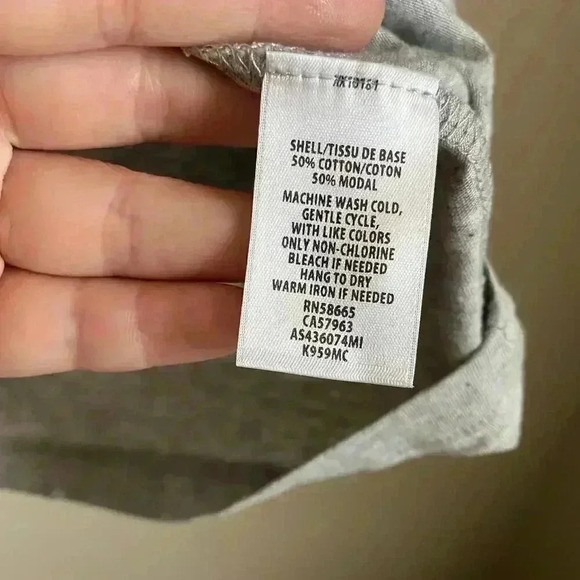 SHELL/TISSU DE BASE
50% COTTON/COTON
50% MODAL
MACHINE WASH COLD,
GENTLE CYCLE,
WITH LIKE COLORS
ONLY NON-CHLORINE
BLEACH IF NEEDED
HANG TO DRY
WARM IRON IF NEEDED
RN58665
CA57963
AS436074MI
K959MC